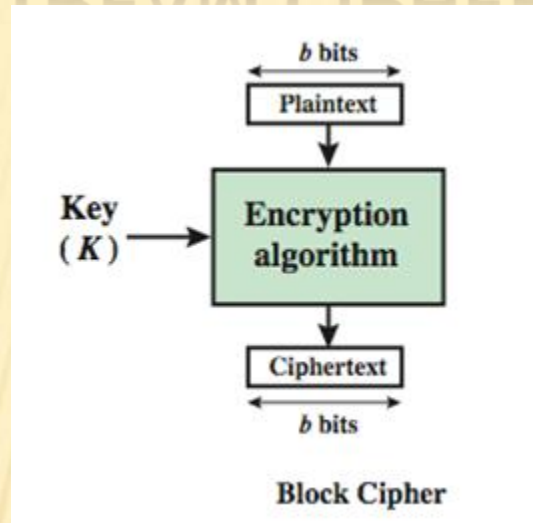 b bits
Plaintext
Key
(K)
Encryption
algorithm
Ciphertext
b bits
Block Cipher